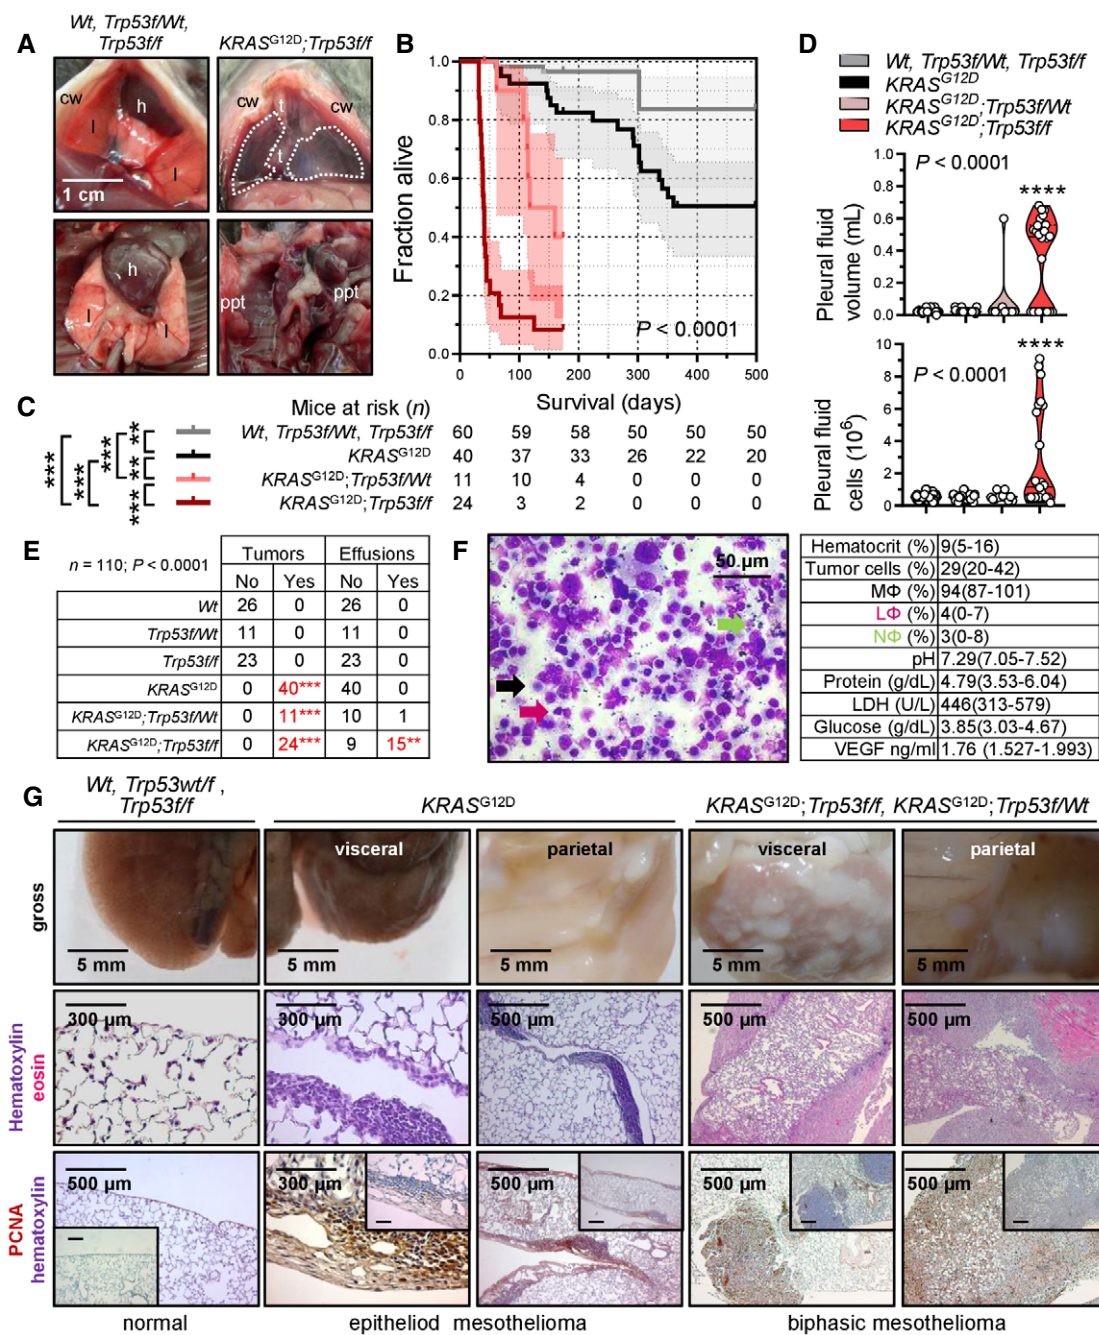 A
Wt, Trp53f/Wt,
Trp53f/f
KRASG12D;Trp53f/f
cw
h
l
l
1 cm
cw
t
cw
t
h
l
l
ppt
ppt
B
Fraction alive
1.0
0.8
0.6
0.4
0.2
0.0
P < 0.0001
0 100 200 300 400 500
Survival (days)
C
Mice at risk (n)
Wt, Trp53f/Wt, Trp53f/f 60 59 58 50 50 50
KRASG12D 40 37 33 26 22 20
KRASG12D;Trp53f/Wt 11 10 4 0 0 0
KRASG12D;Trp53f/f 24 3 2 0 0 0
*** *** *** ** ** ***
D
Wt, Trp53f/Wt, Trp53f/f
KRASG12D
KRASG12D;Trp53f/Wt
KRASG12D;Trp53f/f
Pleural fluid
volume (mL)
1.0
0.8
0.6
0.4
0.2
0.0
P < 0.0001
****
Pleural fluid
cells (10^6)
10
8
6
4
2
0
P < 0.0001
****
E
n = 110; P < 0.0001
Tumors Effusions
No Yes No Yes
Wt 26 0 26 0
Trp53f/Wt 11 0 11 0
Trp53f/f 23 0 23 0
KRASG12D 0 40*** 40 0
KRASG12D;Trp53f/Wt 0 11*** 10 1
KRASG12D;Trp53f/f 0 24*** 9 15**
F
50 µm
Hematocrit (%) 9(5-16)
Tumor cells (%) 29(20-42)
MΦ (%) 94(87-101)
LΦ (%) 4(0-7)
NΦ (%) 3(0-8)
pH 7.29(7.05-7.52)
Protein (g/dL) 4.79(3.53-6.04)
LDH (U/L) 446(313-579)
Glucose (g/dL) 3.85(3.03-4.67)
VEGF ng/ml 1.76 (1.527-1.993)
G
Wt, Trp53wt/f ,
Trp53f/f
KRASG12D
KRASG12D;Trp53f/f, KRASG12D;Trp53f/Wt
gross
visceral
parietal
visceral
parietal
5 mm
5 mm
5 mm
5 mm
5 mm
Hematoxylin
eosin
300 µm
300 µm
500 µm
500 µm
500 µm
PCNA
hematoxylin
500 µm
300 µm
500 µm
500 µm
500 µm
normal
epitheliod mesothelioma
biphasic mesothelioma